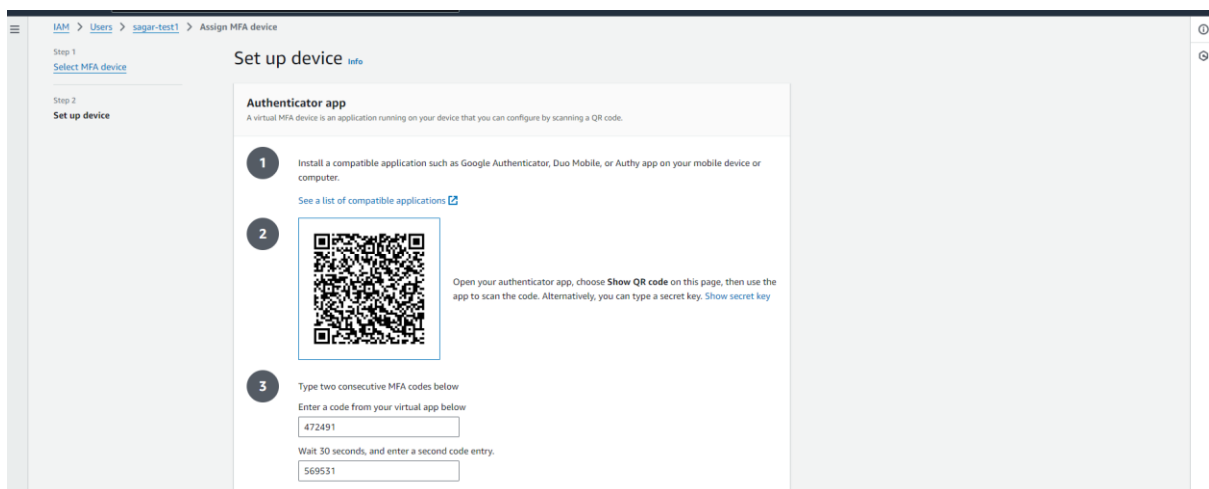 IAM > Users > sagar-test1 > Assign MFA device
Step 1
Select MFA device
Step 2
Set up device
Set up device Info
Authenticator app
A virtual MFA device is an application running on your device that you can configure by scanning a QR code.
1
Install a compatible application such as Google Authenticator, Duo Mobile, or Authy app on your mobile device or
computer.
See a list of compatible applications
2
Open your authenticator app, choose Show QR code on this page, then use the
app to scan the code. Alternatively, you can type a secret key. Show secret key
3
Type two consecutive MFA codes below
Enter a code from your virtual app below
472491
Wait 30 seconds, and enter a second code entry.
569531